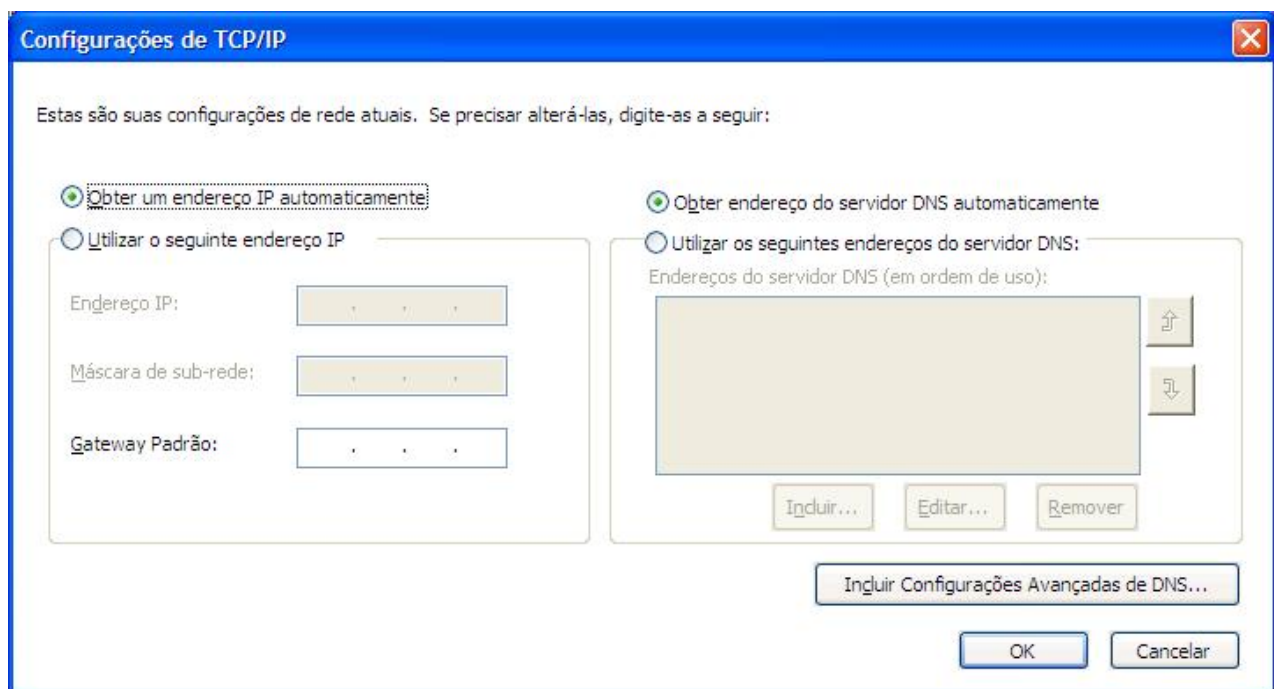 Configurações de TCP/IP
Estas são suas configurações de rede atuais. Se precisar alterá-las, digite-as a seguir:
Obter um endereço IP automaticamente
Utilizar o seguinte endereço IP
Endereço IP:
. . .
Máscara de sub-rede:
. . .
Gateway Padrão:
. . .
Obter endereço do servidor DNS automaticamente
Utilizar os seguintes endereços do servidor DNS:
Endereços do servidor DNS (em ordem de uso):
Incluir... Editar... Remover
Incluir Configurações Avançadas de DNS...
OK Cancelar